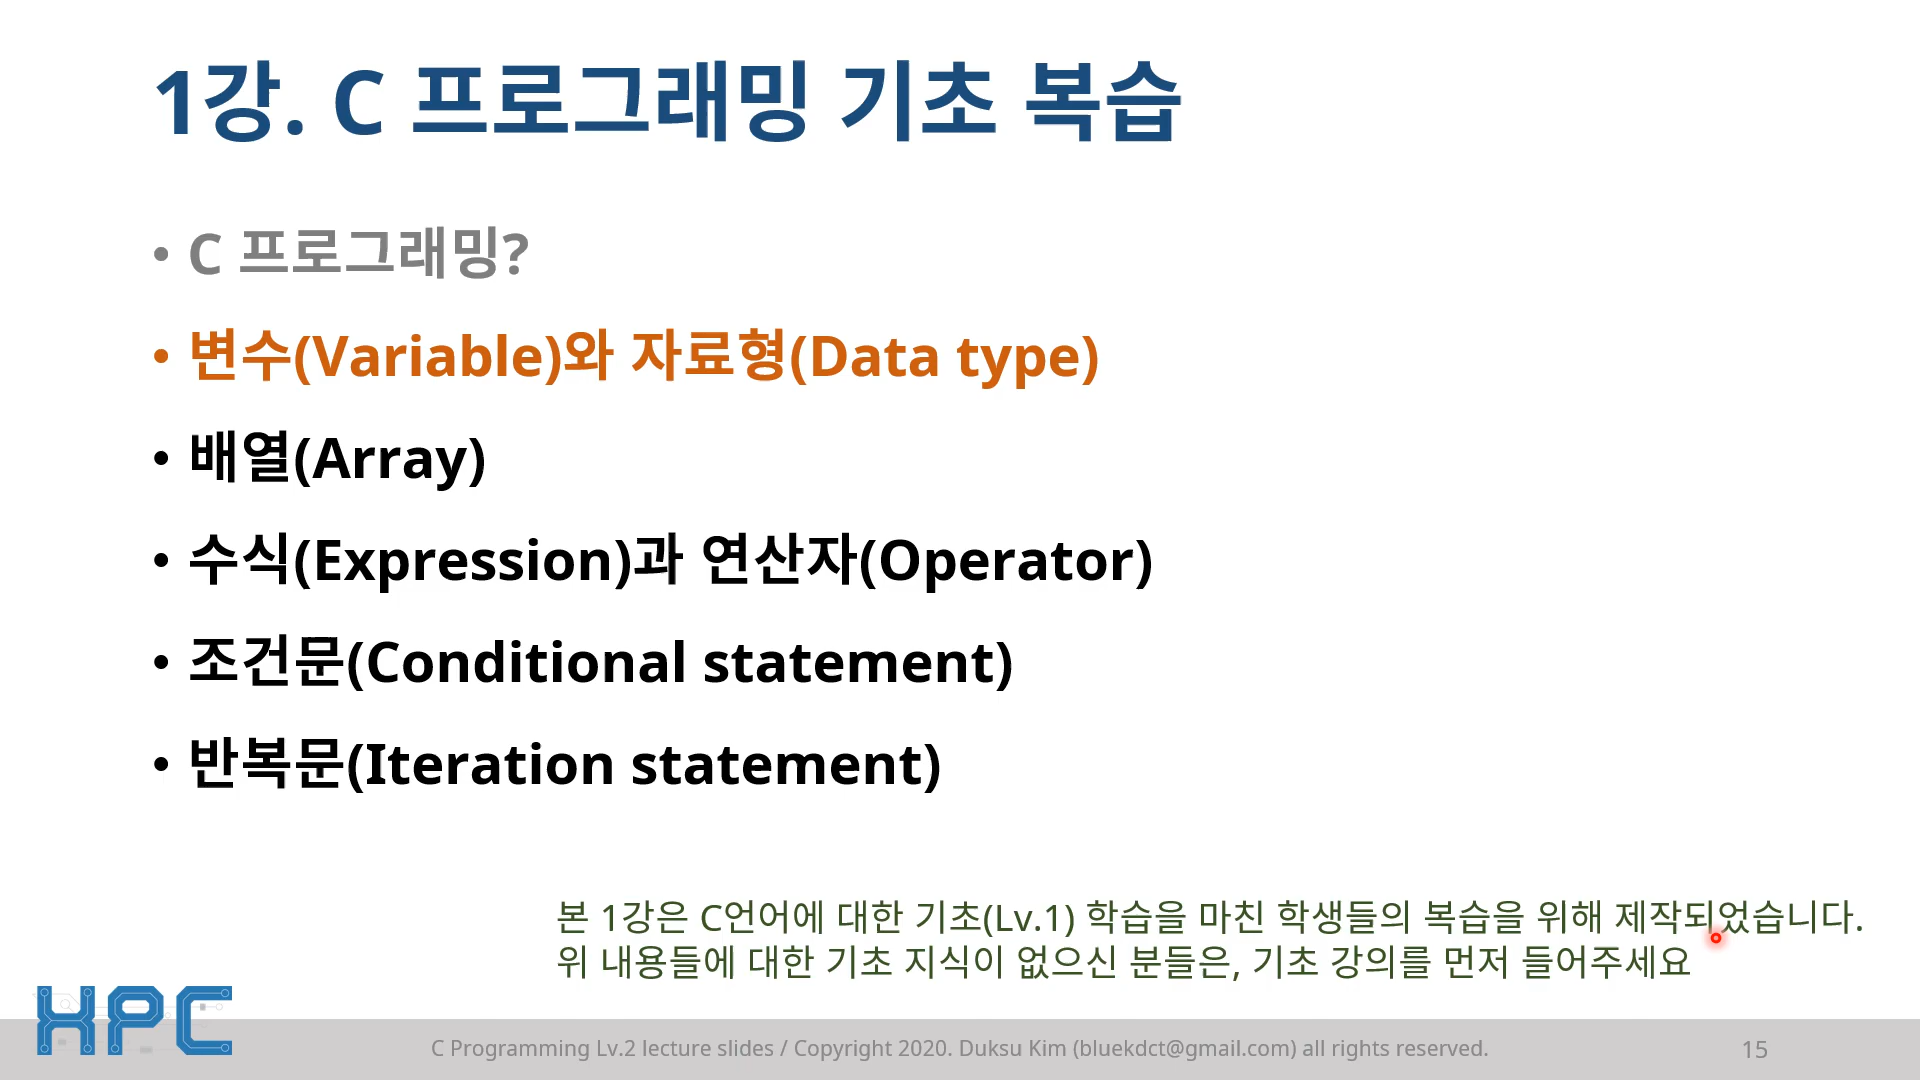 1강. C 프로그래밍 기초 복습
• C 프로그래밍?
• 변수(Variable)와 자료형(Data type)
• 배열(Array)
• 수식(Expression)과 연산자(Operator)
• 조건문(Conditional statement)
• 반복문(Iteration statement)
본 1강은 C언어에 대한 기초(Lv.1) 학습을 마친 학생들의 복습을 위해 제작되었습니다.
위 내용들에 대한 기초 지식이 없으신 분들은, 기초 강의를 먼저 들어주세요
HPC
C Programming Lv.2 lecture slides / Copyright 2020. Duksu Kim (bluekdct@gmail.com) all rights reserved.
15